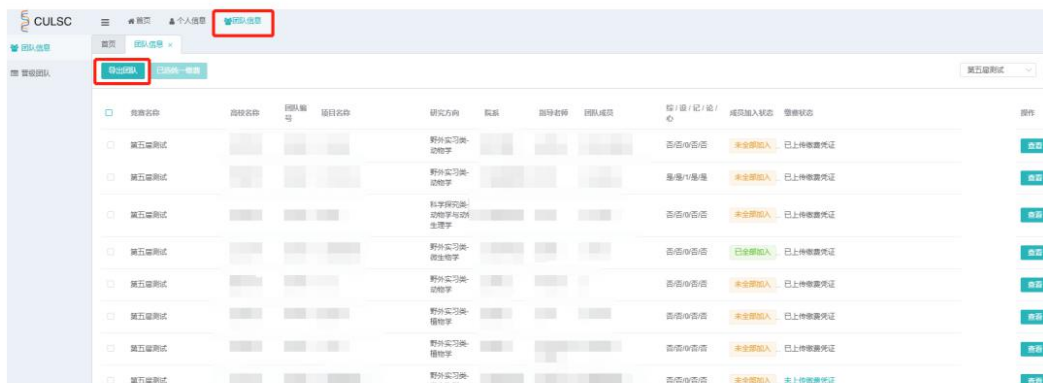 CULSC 首页 个人信息 团队信息
团队信息 首页 团队信息 ×
晋级团队 导出团队 已选统一缴费 第五届测试
竞赛名称 高校名称 团队编号 项目名称 研究方向 院系 指导老师 团队成员 综/设/记/论/心 成员加入状态 缴费状态 操作
第五届测试 野外实习类-动物学 否/否/0/否/否 未全部加入 已上传缴费凭证 查看
第五届测试 野外实习类-动物学 是/是/1/是/是 未全部加入 已上传缴费凭证 查看
第五届测试 科学探究类-动物学与动 生理学 否/否/0/否/否 未全部加入 已上传缴费凭证 查看
第五届测试 野外实习类-微生物学 否/否/0/否/否 已全部加入 已上传缴费凭证 查看
第五届测试 野外实习类-动物学 否/否/0/否/否 未全部加入 已上传缴费凭证 查看
第五届测试 野外实习类-植物学 否/否/0/否/否 未全部加入 已上传缴费凭证 查看
第五届测试 野外实习类-植物学 否/否/0/否/否 未全部加入 已上传缴费凭证 查看
第五届测试 野外实习类- 否/否/0/否/否 未全部加入 未上传缴费凭证 查看